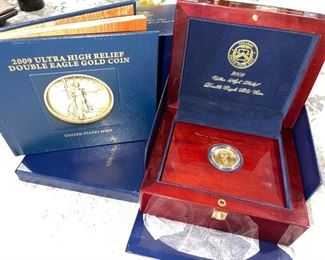 2009 ULTRA HIGH RELIEF
DOUBLE EAGLE GOLD COIN
UNITED STATES MINT
2009
Ultra High Relief
Double Eagle Gold Coin